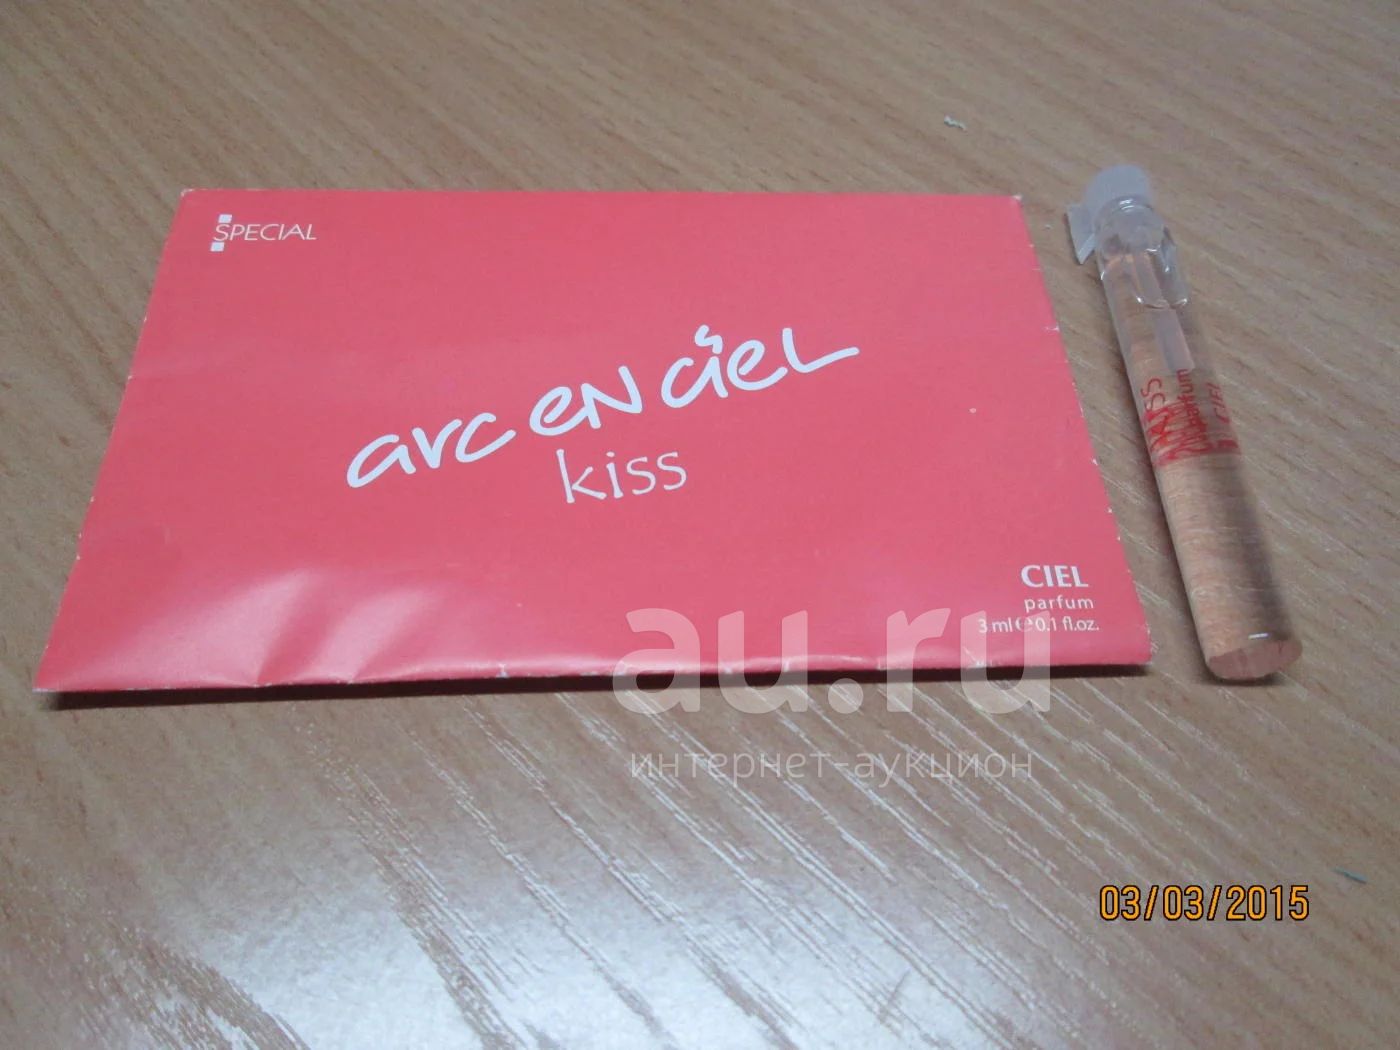 SPECIAL
arc en ciel
kiss
CIEL
parfum
3 ml e 0.1 fl.oz.
parfum
CIEL
au.ru
интернет-аукцион
03/03/2015